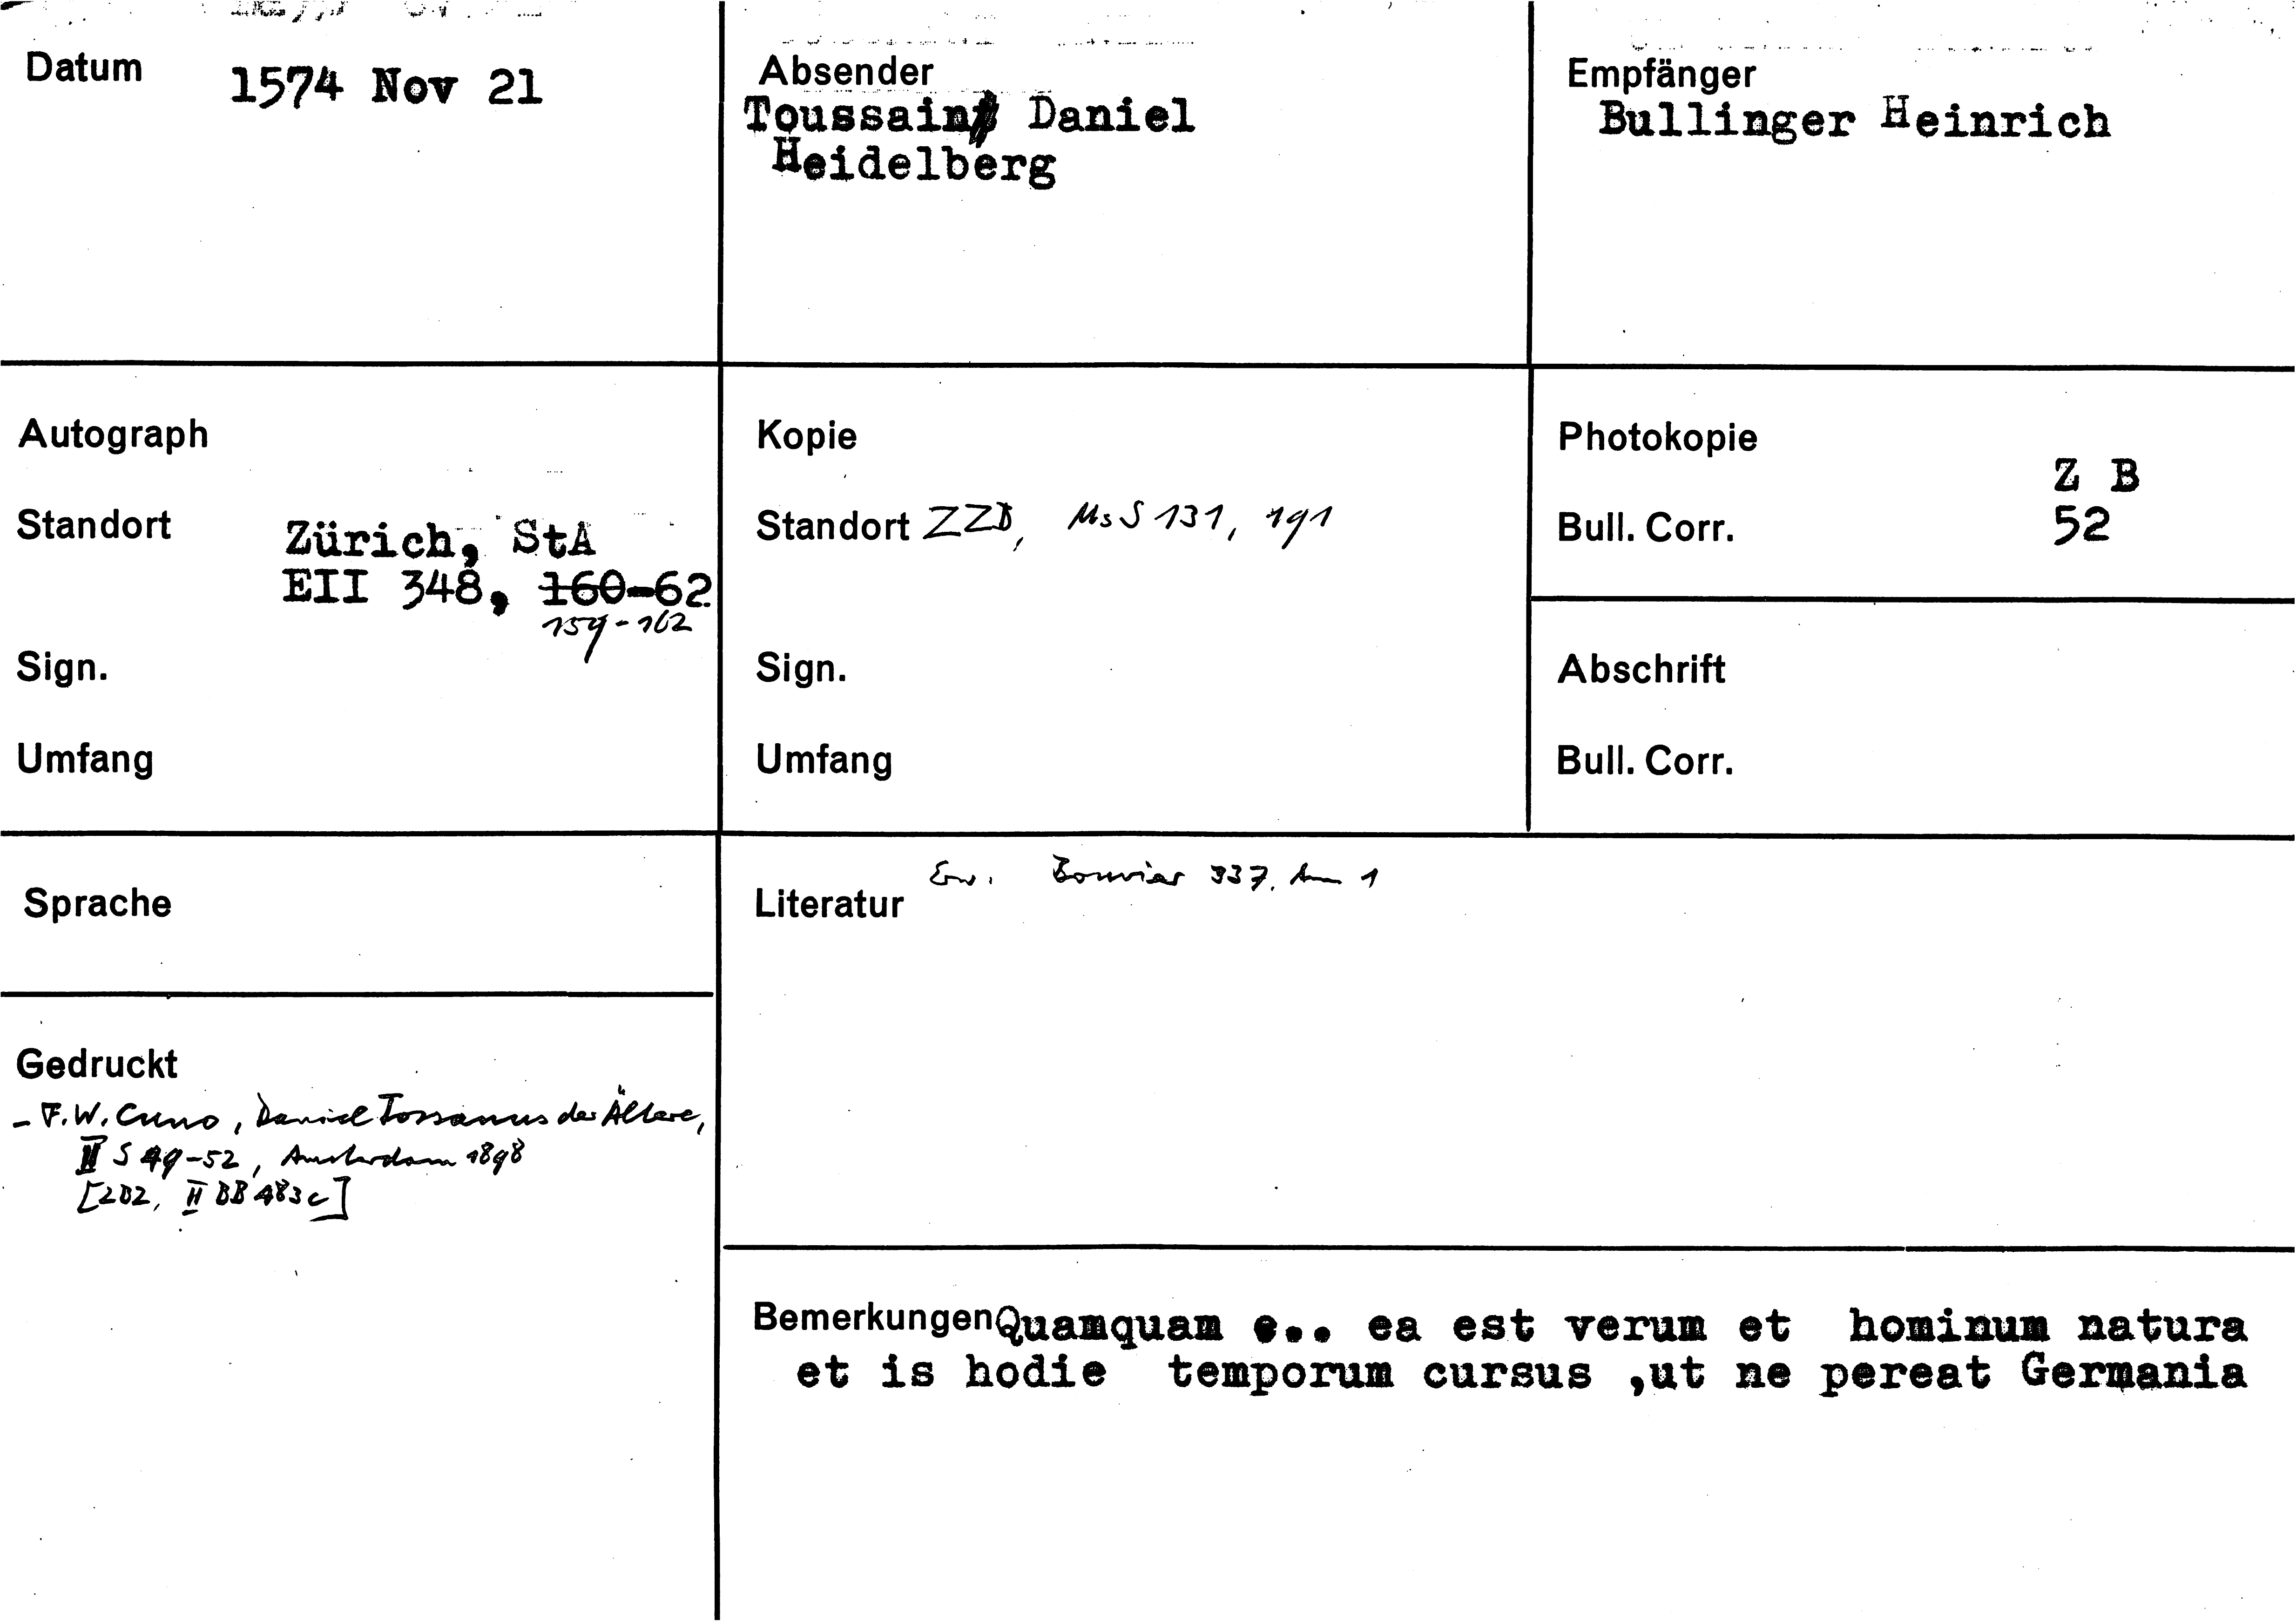 Datum 1574 Nov 21
Absender
Toussaint Daniel
Heidelberg
Empfänger
Bullinger Heinrich
Autograph
Standort Zürich, StA
EII 348, 160-62
159-162
Sign.
Umfang
Kopie
Standort ZZB, Ms S 131, 191
Sign.
Umfang
Photokopie
Z B
Bull. Corr. 52
Abschrift
Bull. Corr.
Sprache
Literatur Erw. Bouvier 337, Anm 1
Gedruckt
- F.W. Cuno, Daniel Tossanus der Ältere,
II S 49-52, Amsterdam 1898
[ZBZ, II BB 483c]
Bemerkungen Quamquam e.. ea est verum et hominum natura
et is hodie temporum cursus ,ut ne pereat Germania